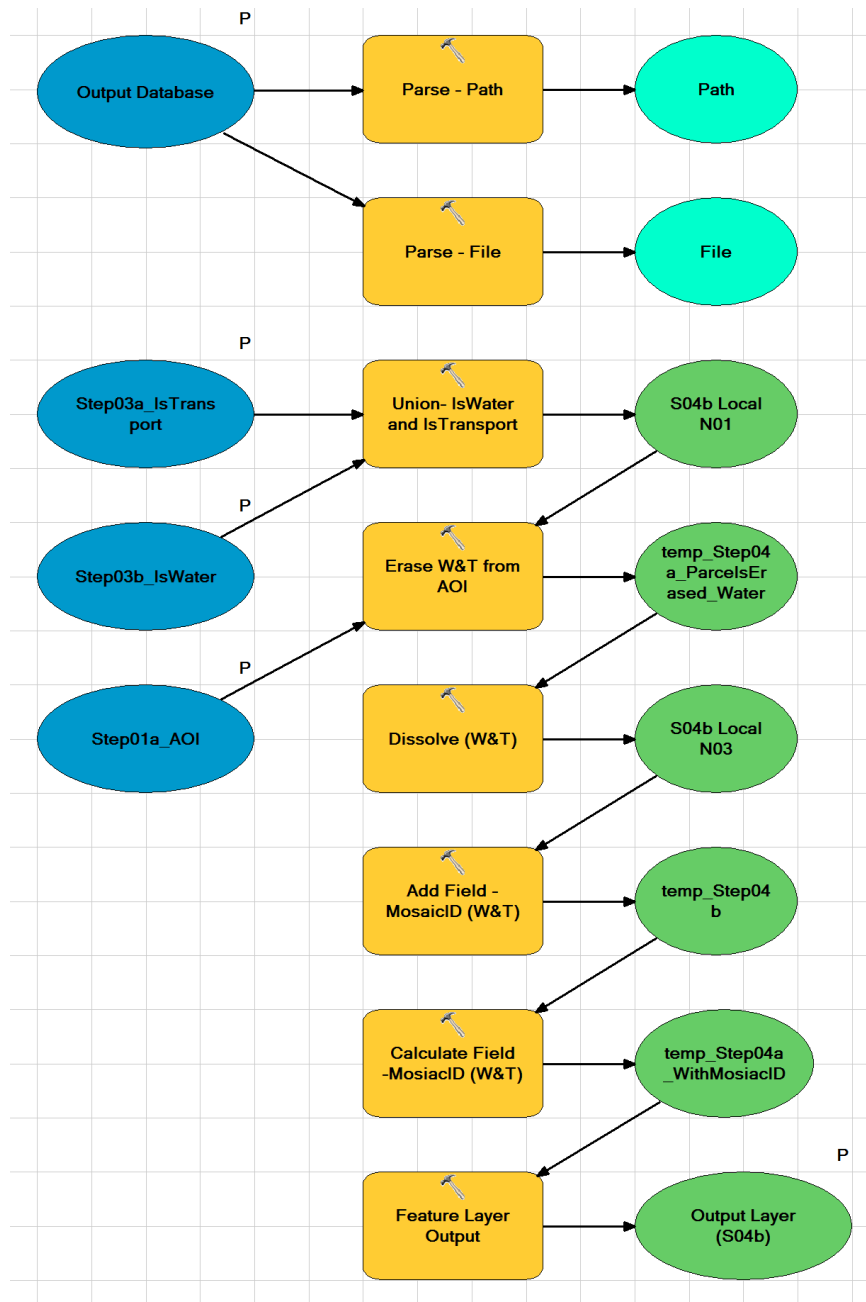 P
Output Database
Parse - Path
Path
Parse - File
File
P
Step03a_IsTrans
port
Union- IsWater
and IsTransport
S04b Local
N01
P
Step03b_IsWater
Erase W&T from
AOI
temp_Step04
a_ParcelsEr
ased_Water
P
Step01a_AOI
Dissolve (W&T)
S04b Local
N03
Add Field -
MosaicID (W&T)
temp_Step04
b
Calculate Field
-MosiacID (W&T)
temp_Step04a
_WithMosiacID
P
Feature Layer
Output
Output Layer
(S04b)